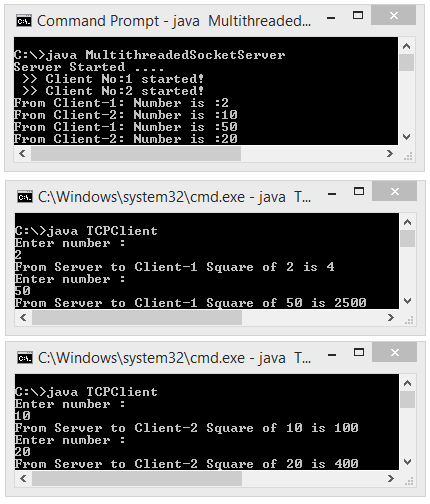 Command Prompt - java  Multithreaded...
C:\>java MultithreadedSocketServer
Server Started ....
 >> Client No:1 started!
 >> Client No:2 started!
From Client-1: Number is :2
From Client-2: Number is :10
From Client-1: Number is :50
From Client-2: Number is :20
C:\Windows\system32\cmd.exe - java  T...
C:\>java TCPClient
Enter number :
2
From Server to Client-1 Square of 2 is 4
Enter number :
50
From Server to Client-1 Square of 50 is 2500
C:\Windows\system32\cmd.exe - java  T...
C:\>java TCPClient
Enter number :
10
From Server to Client-2 Square of 10 is 100
Enter number :
20
From Server to Client-2 Square of 20 is 400